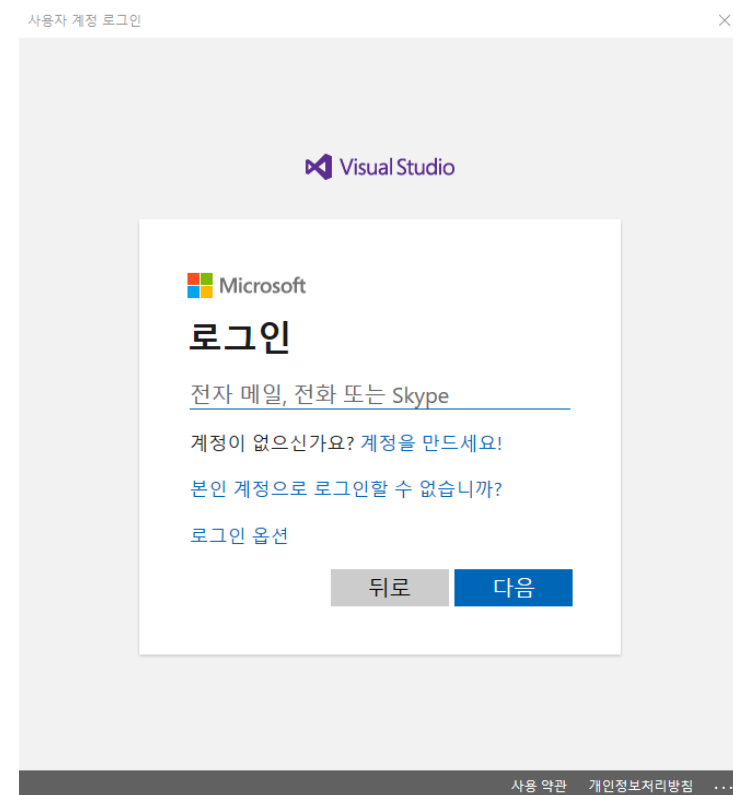 사용자 계정 로그인
Visual Studio
Microsoft
로그인
전자 메일, 전화 또는 Skype
계정이 없으신가요? 계정을 만드세요!
본인 계정으로 로그인할 수 없습니까?
로그인 옵션
뒤로 다음
사용 약관 개인정보처리방침 ...